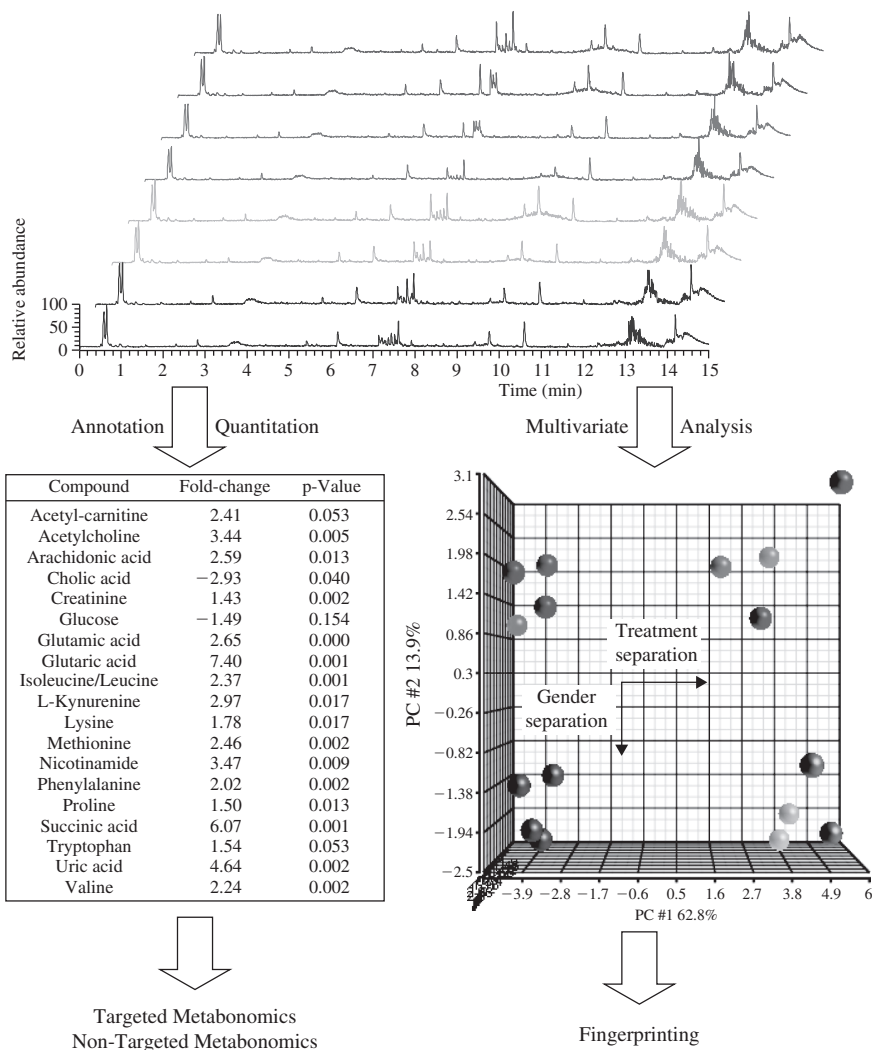 Relative abundance
100
50
0
0 1 2 3 4 5 6 7 8 9 10 11 12 13 14 15
Time (min)
Annotation Quantitation
Multivariate Analysis
Compound Fold-change p-Value
Acetyl-carnitine 2.41 0.053
Acetylcholine 3.44 0.005
Arachidonic acid 2.59 0.013
Cholic acid −2.93 0.040
Creatinine 1.43 0.002
Glucose −1.49 0.154
Glutamic acid 2.65 0.000
Glutaric acid 7.40 0.001
Isoleucine/Leucine 2.37 0.001
L-Kynurenine 2.97 0.017
Lysine 1.78 0.017
Methionine 2.46 0.002
Nicotinamide 3.47 0.009
Phenylalanine 2.02 0.002
Proline 1.50 0.013
Succinic acid 6.07 0.001
Tryptophan 1.54 0.053
Uric acid 4.64 0.002
Valine 2.24 0.002
PC #2 13.9%
3.1
2.54
1.98
1.42
0.86
0.3
−0.26
−0.82
−1.38
−1.94
−2.5
Treatment
separation
Gender
separation
−3.9 −2.8 −1.7 −0.6 0.5 1.6 2.7 3.8 4.9 6
PC #1 62.8%
Targeted Metabonomics
Non-Targeted Metabonomics
Fingerprinting